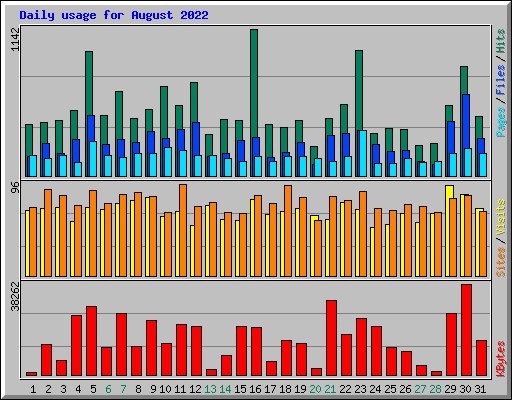 Daily usage for August 2022
1142
Pages / Files / Hits
96
Sites / Visits
38262
KBytes
1 2 3 4 5 6 7 8 9 10 11 12 13 14 15 16 17 18 19 20 21 22 23 24 25 26 27 28 29 30 31